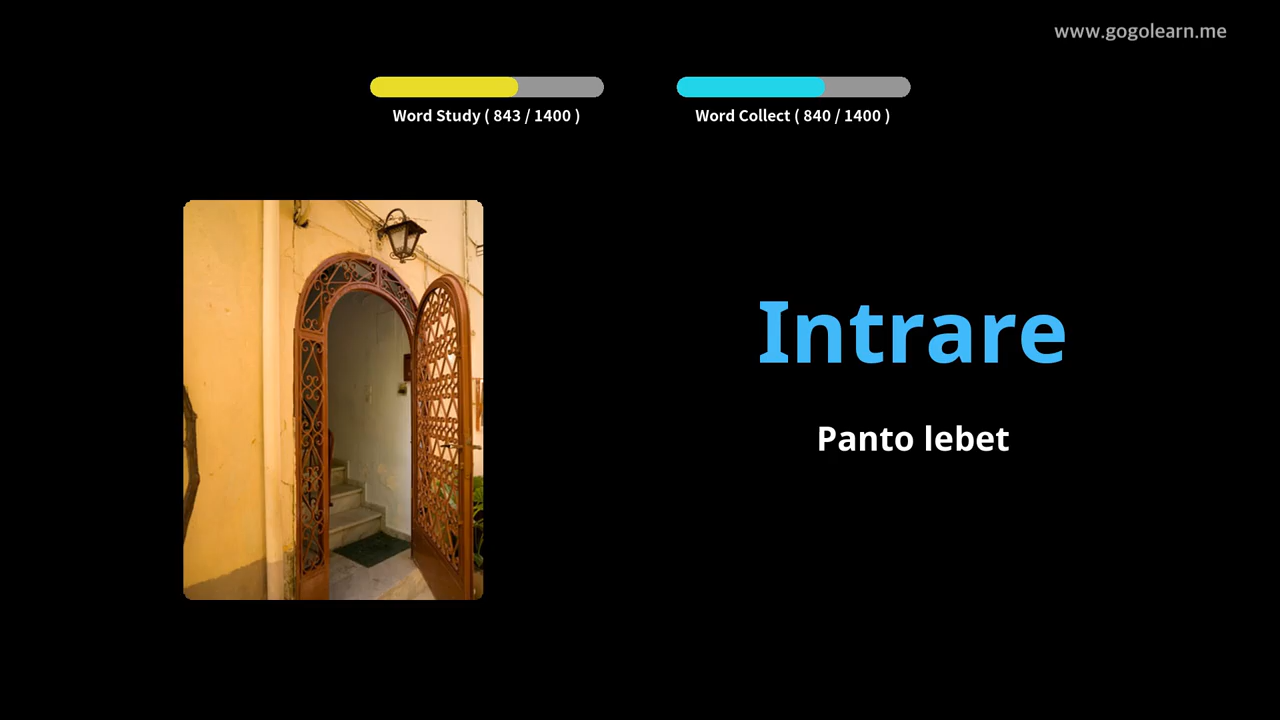 www.gogolearn.me
Word Study ( 843 / 1400 )
Word Collect ( 840 / 1400 )
Intrare
Panto lebet